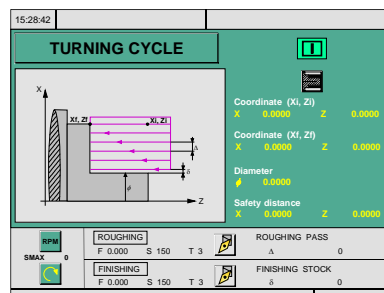 15:28:42
TURNING CYCLE
X
Xf, Zf
Xi, Zi
Δ
δ
ϕ
Z
Coordinate (Xi, Zi)
X 0.0000 Z 0.0000
Coordinate (Xf, Zf)
X 0.0000 Z 0.0000
Diameter
ϕ 0.0000
Safety distance
X 0.0000 Z 0.0000
RPM
SMAX 0
ROUGHING
F 0.000 S 150 T 3
ROUGHING PASS
Δ 0
FINISHING
F 0.000 S 150 T 3
FINISHING STOCK
δ 0